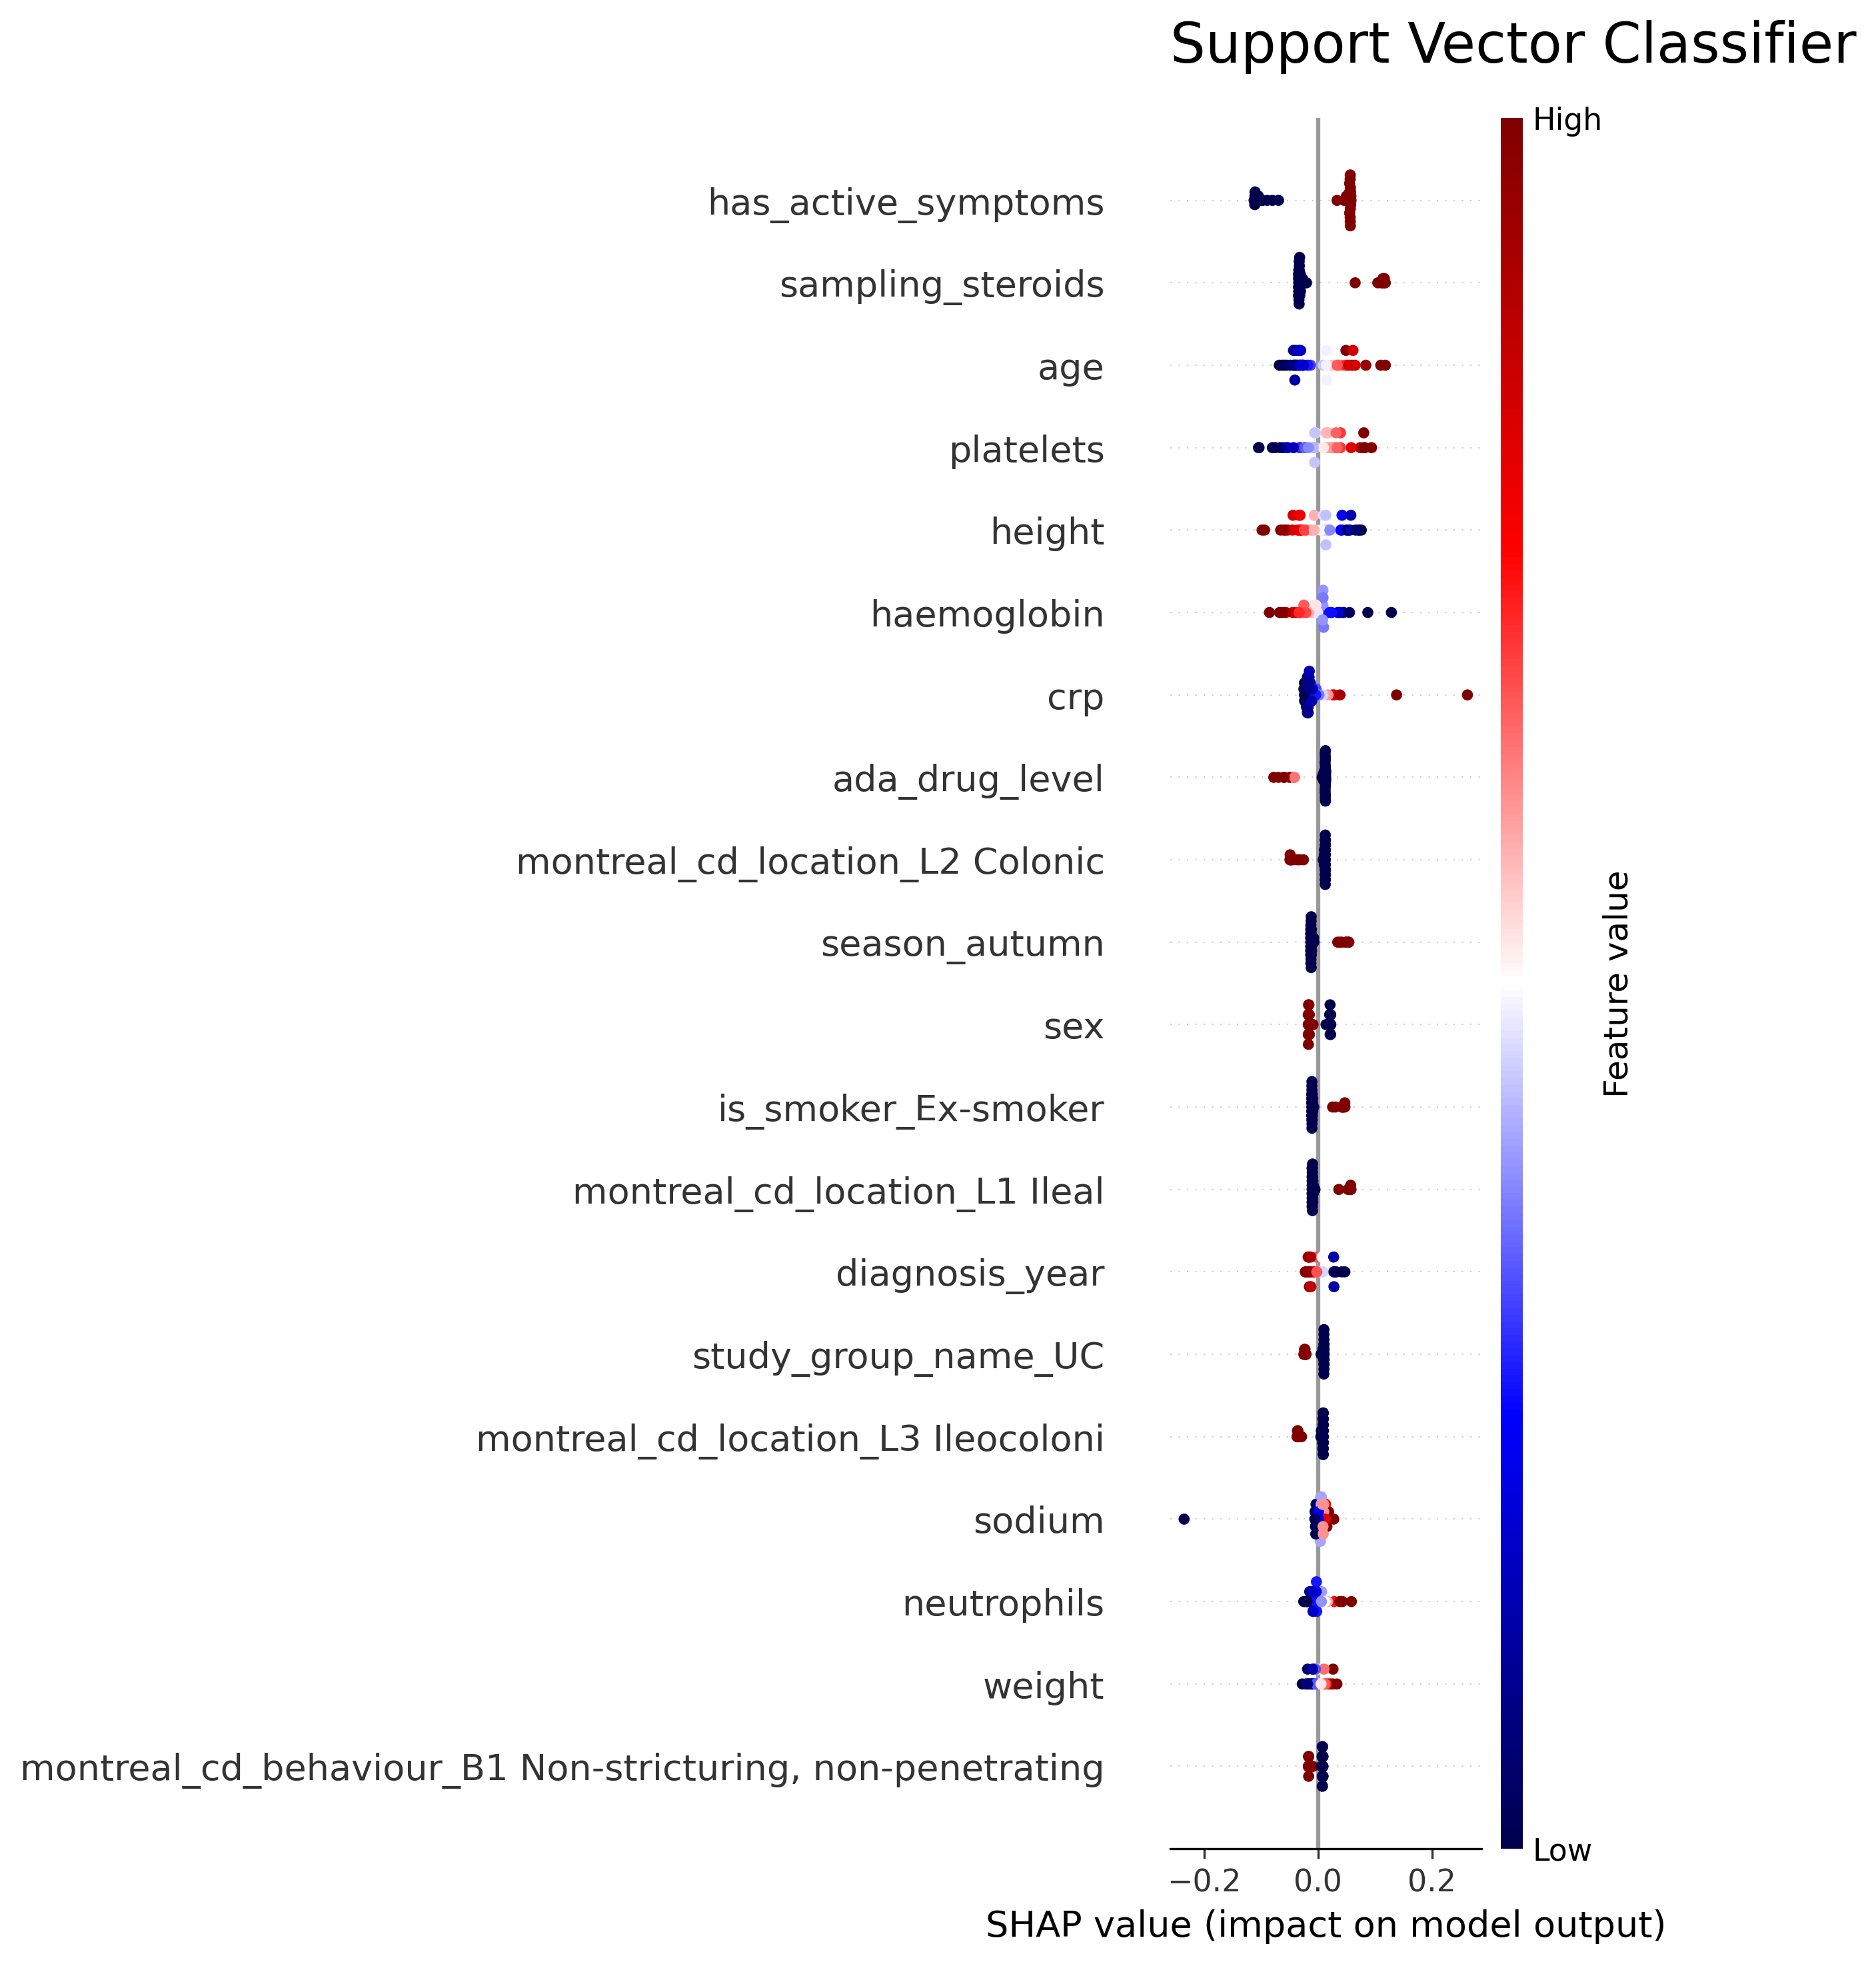 Support Vector Classifier
High
has_active_symptoms
sampling_steroids
age
platelets
height
haemoglobin
crp
ada_drug_level
montreal_cd_location_L2 Colonic
season_autumn
sex
is_smoker_Ex-smoker
montreal_cd_location_L1 Ileal
diagnosis_year
study_group_name_UC
montreal_cd_location_L3 Ileocoloni
sodium
neutrophils
weight
montreal_cd_behaviour_B1 Non-stricturing, non-penetrating
Feature value
Low
−0.2 0.0 0.2
SHAP value (impact on model output)